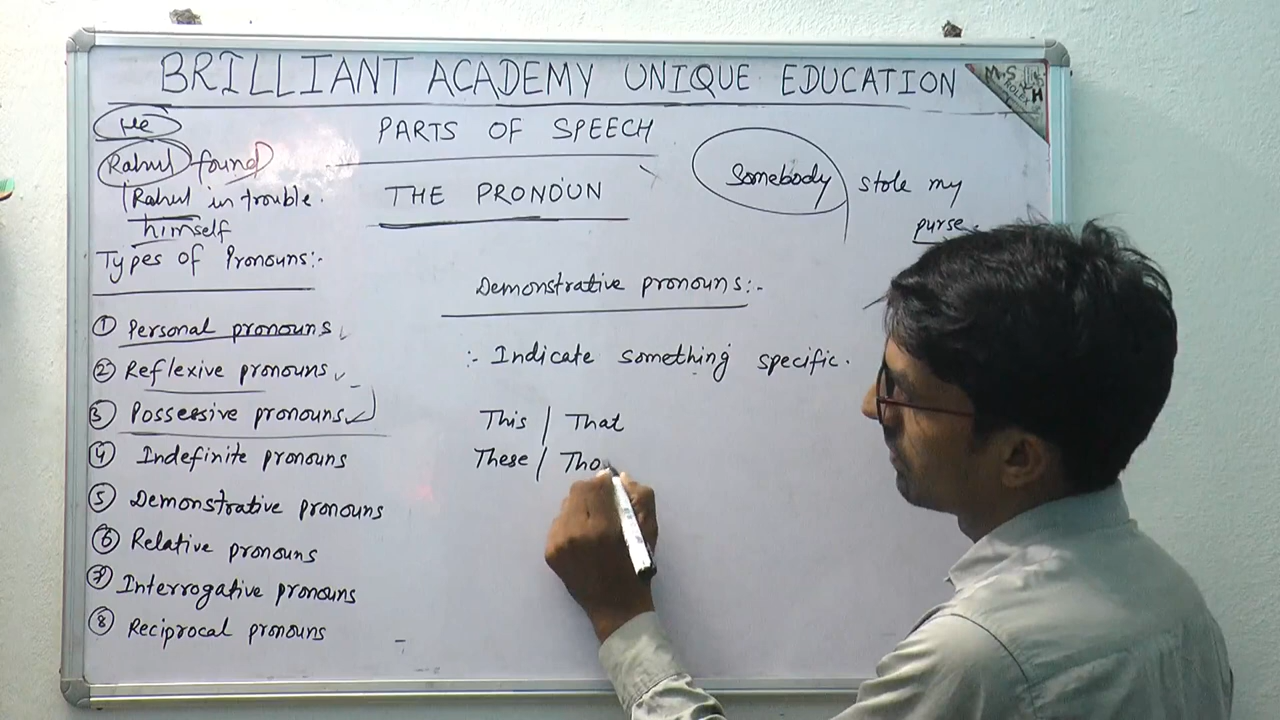 BRILLIANT ACADEMY UNIQUE EDUCATION
M.S
H
He
PARTS OF SPEECH
Rahul found
Rahul in trouble.
himself
THE PRONOUN
Somebody stole my
purse.
Types of Pronouns:-
① Personal pronouns
② Reflexive pronouns
③ Possessive pronouns
④ Indefinite pronouns
⑤ Demonstrative pronouns
⑥ Relative pronouns
⑦ Interrogative pronouns
⑧ Reciprocal pronouns
Demonstrative pronouns:-
:- Indicate something specific.
This / That
These / Tho